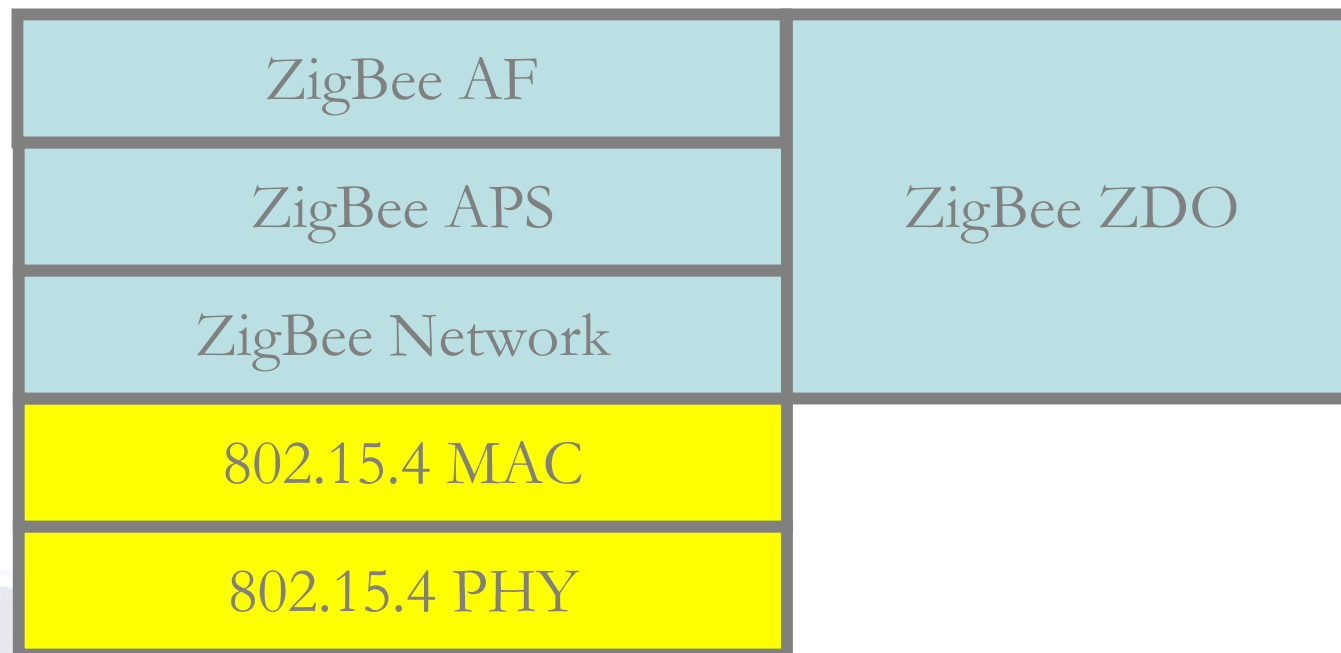 ZigBee AF
ZigBee APS
ZigBee ZDO
ZigBee Network
802.15.4 MAC
802.15.4 PHY